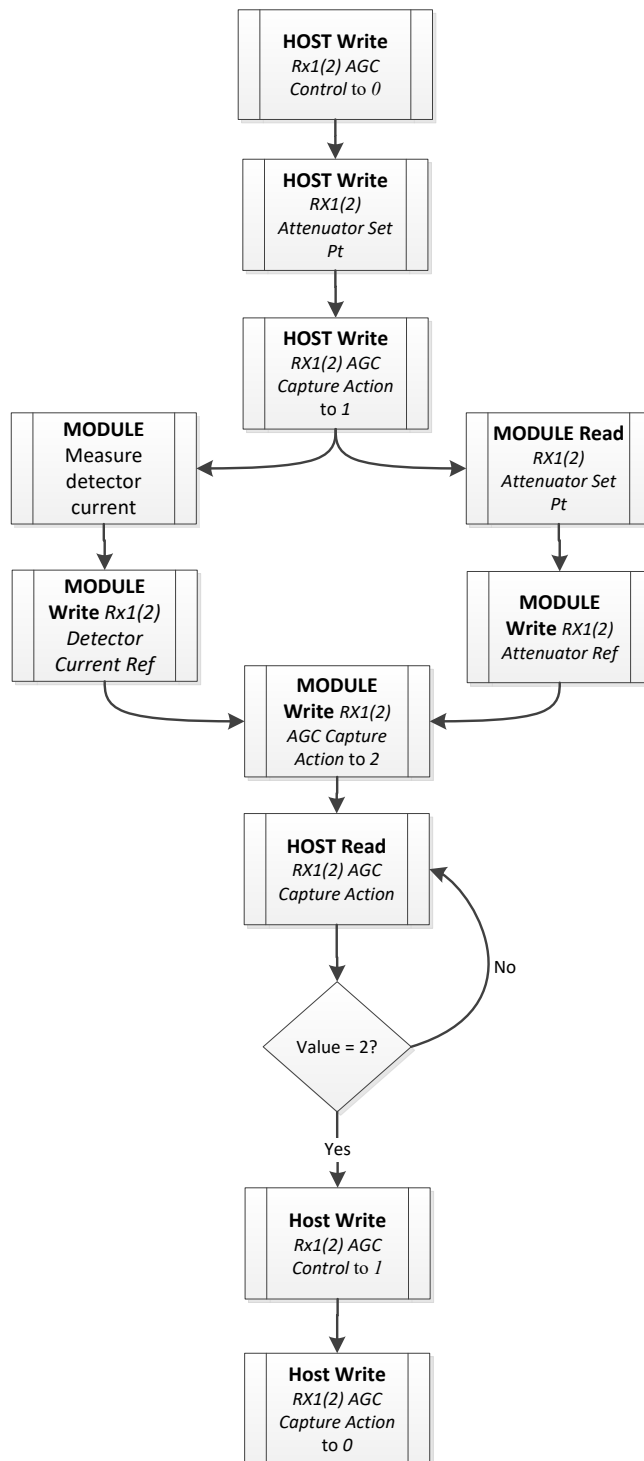 HOST Write
Rx1(2) AGC
Control to 0
HOST Write
RX1(2)
Attenuator Set
Pt
HOST Write
RX1(2) AGC
Capture Action
to 1
MODULE
Measure
detector
current
MODULE Read
RX1(2)
Attenuator Set
Pt
MODULE
Write Rx1(2)
Detector
Current Ref
MODULE
Write RX1(2)
Attenuator Ref
MODULE
Write RX1(2)
AGC Capture
Action to 2
HOST Read
RX1(2) AGC
Capture Action
No
Value = 2?
Yes
Host Write
Rx1(2) AGC
Control to 1
Host Write
RX1(2) AGC
Capture Action
to 0